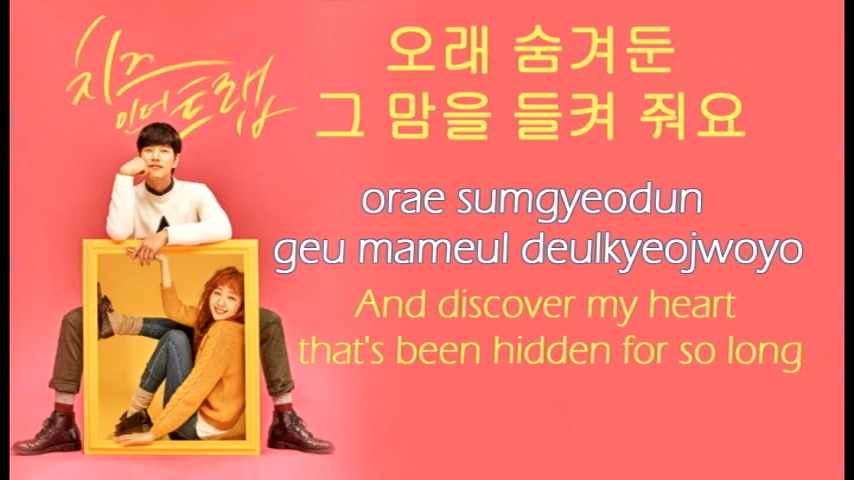 치즈
인더트랩
오래 숨겨둔
그 맘을 들켜 줘요
orae sumgyeodun
geu mameul deulkyeojwoyo
And discover my heart
that's been hidden for so long